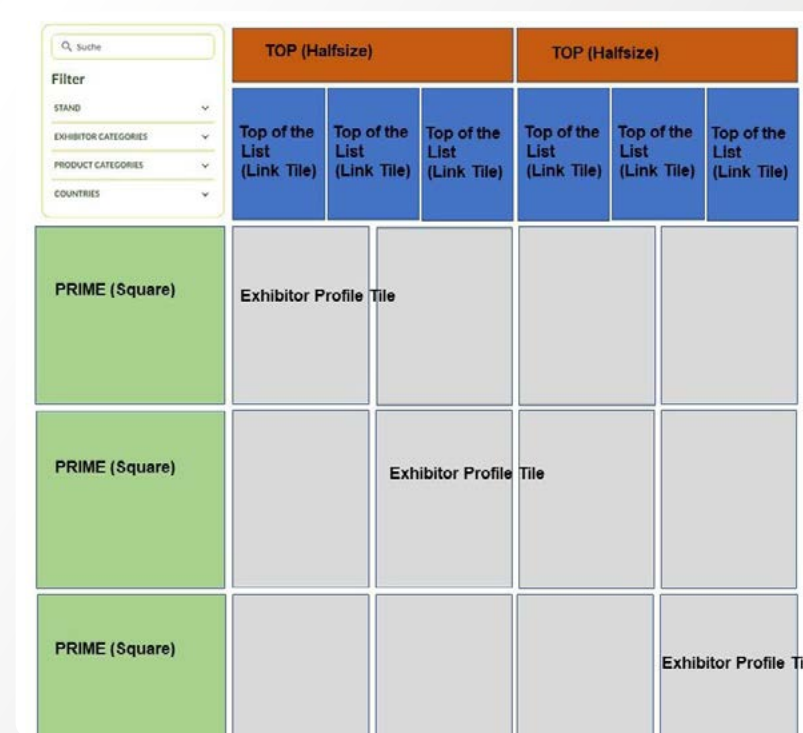 Suche
Filter
STAND
EXHIBITOR CATEGORIES
PRODUCT CATEGORIES
COUNTRIES
TOP (Halfsize)
TOP (Halfsize)
Top of the
List
(Link Tile)
Top of the
List
(Link Tile)
Top of the
List
(Link Tile)
Top of the
List
(Link Tile)
Top of the
List
(Link Tile)
Top of the
List
(Link Tile)
PRIME (Square)
Exhibitor Profile Tile
PRIME (Square)
Exhibitor Profile Tile
PRIME (Square)
Exhibitor Profile